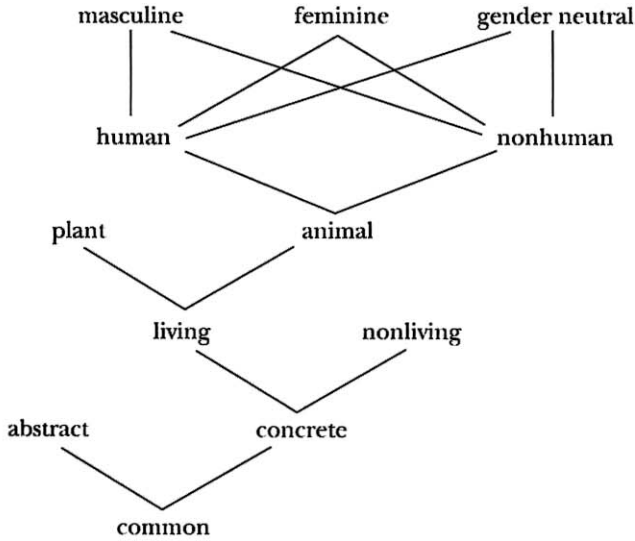 masculine feminine gender neutral
human nonhuman
plant animal
living nonliving
abstract concrete
common